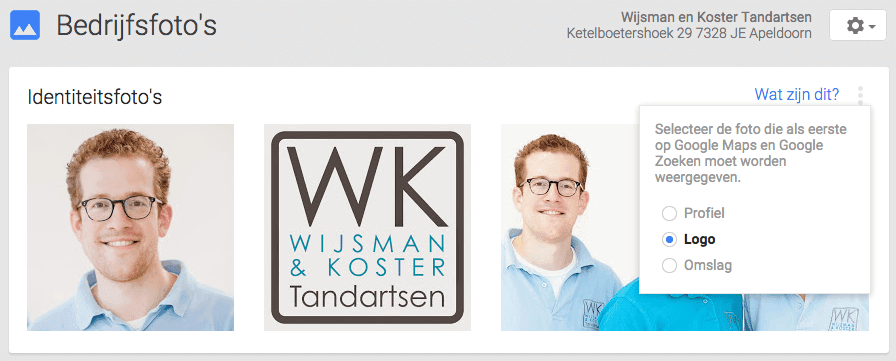 Bedrijfsfoto's
Wijsman en Koster Tandartsen
Ketelboetershoek 29 7328 JE Apeldoorn
Identiteitsfoto's
Wat zijn dit?
WK
WIJSMAN
& KOSTER
Tandartsen
Selecteer de foto die als eerste
op Google Maps en Google
Zoeken moet worden
weergegeven.
Profiel
Logo
Omslag
WK
WK